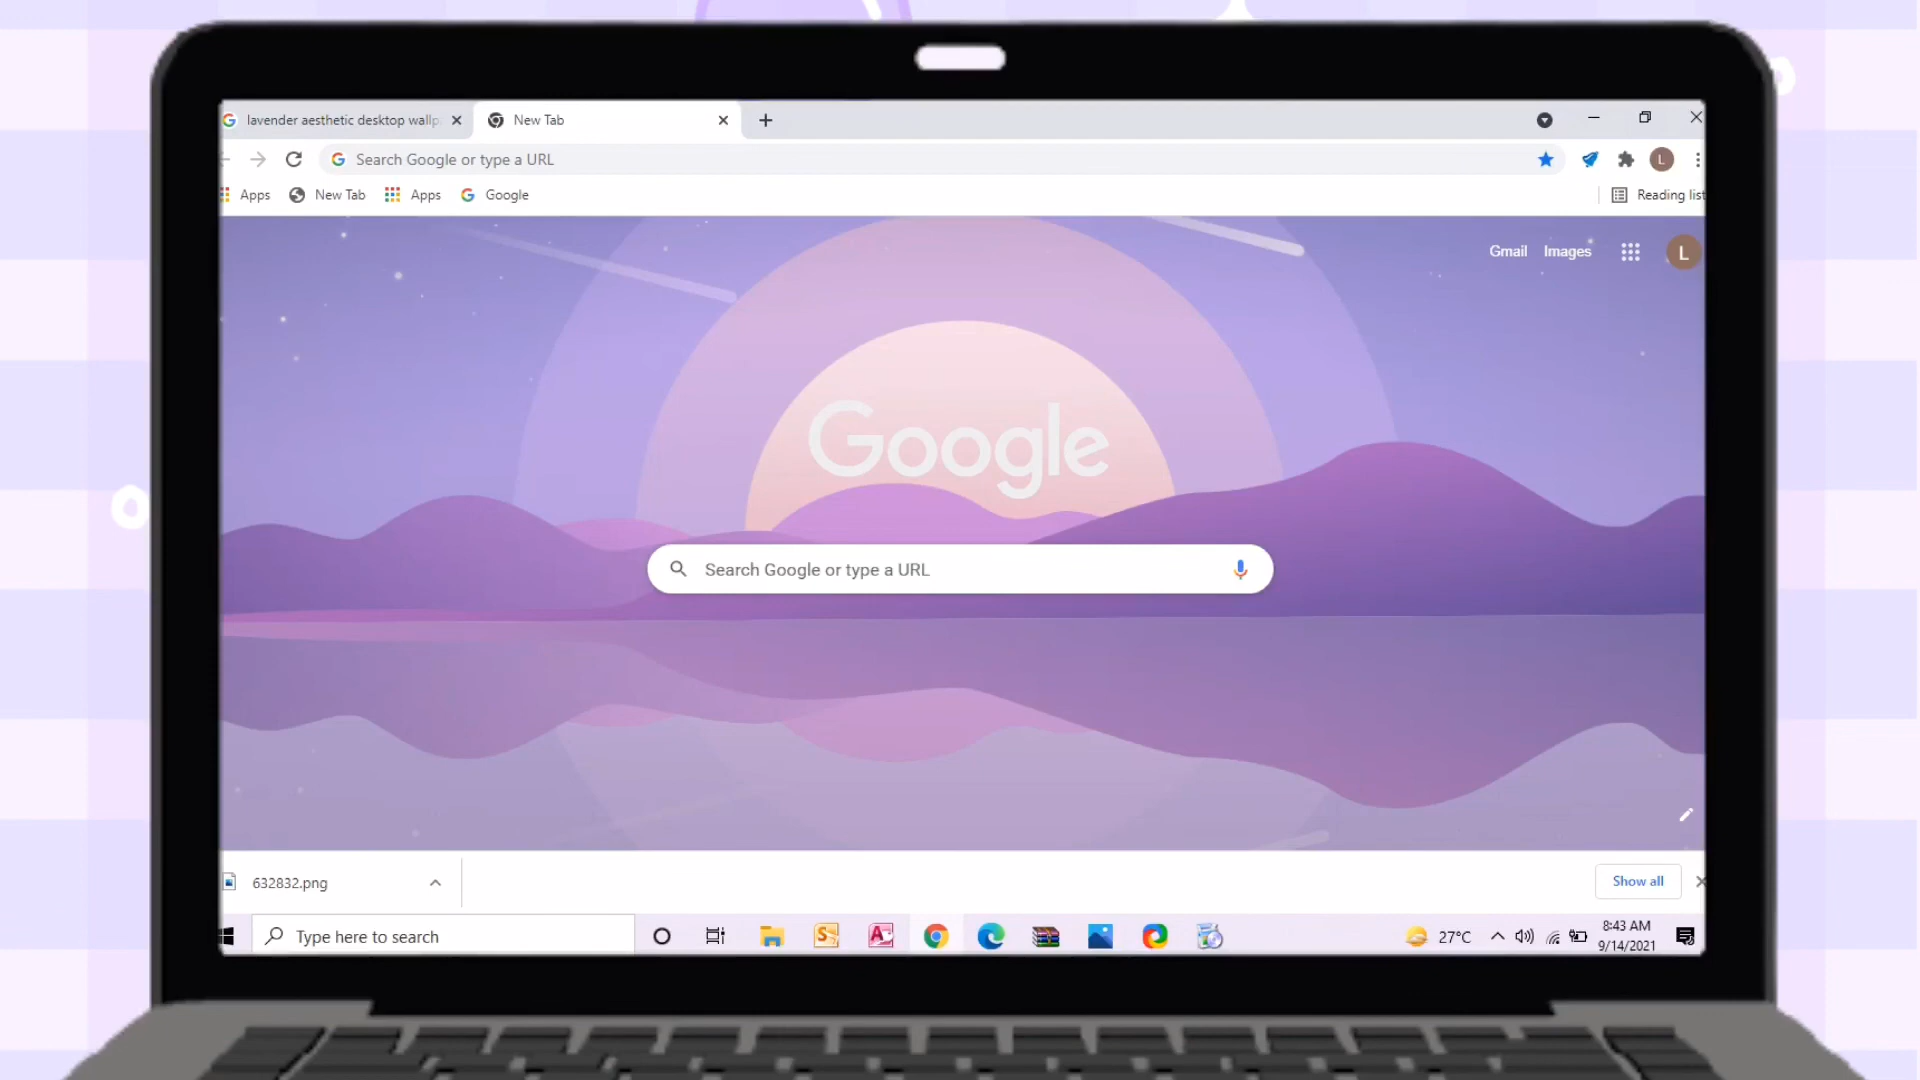 lavender aesthetic desktop wallp
New Tab
Search Google or type a URL
L
Apps
New Tab
Apps
Google
Reading list
Gmail
Images
L
Google
Search Google or type a URL
632832.png
Show all
Type here to search
27°C
8:43 AM
9/14/2021